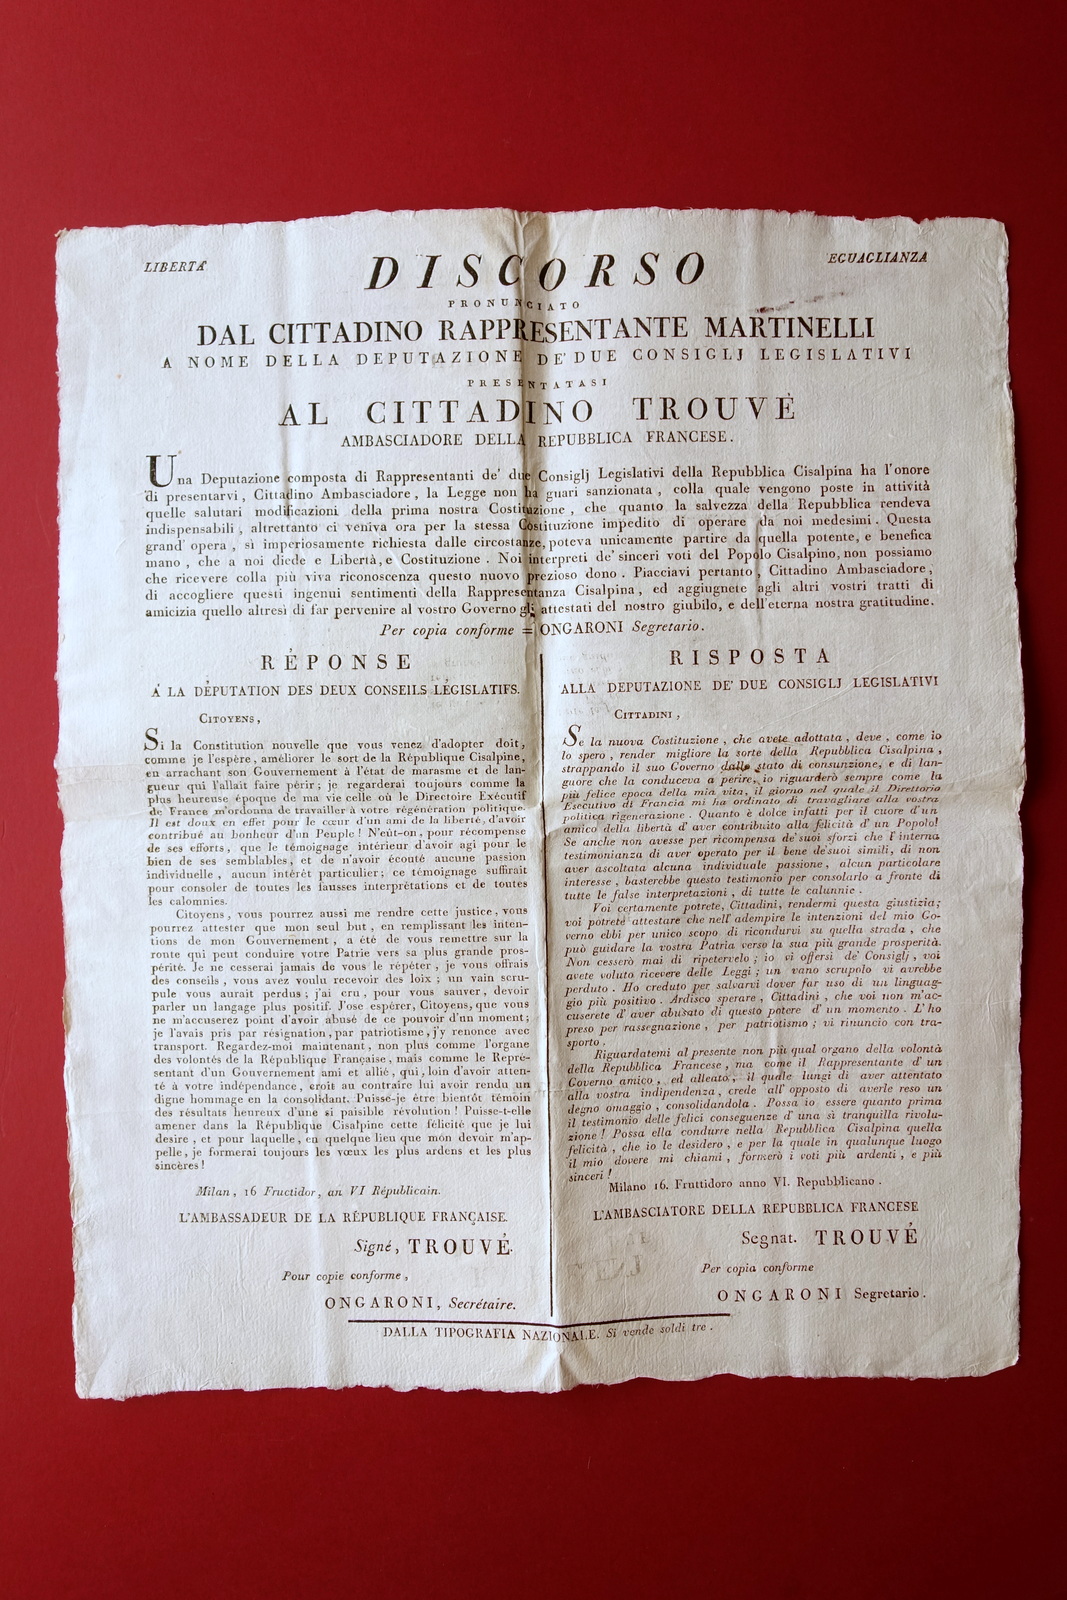 LIBERTÀ
EGUAGLIANZA
DISCORSO
PRONUNCIATO
DAL CITTADINO RAPPRESENTANTE MARTINELLI
A NOME DELLA DEPUTAZIONE DE' DUE CONSIGLJ LEGISLATIVI
PRESENTATASI
AL CITTADINO TROUVÉ
AMBASCIADORE DELLA REPUBBLICA FRANCESE.
Una Deputazione composta di Rappresentanti de' due Consiglj Legislativi della Repubblica Cisalpina ha l'onore
di presentarvi, Cittadino Ambasciadore, la Legge non ha guari sanzionata, colla quale vengono poste in attività
quelle salutari modificazioni della prima nostra Costituzione, che quanto la salvezza della Repubblica rendeva
indispensabili, altrettanto ci veniva ora per la stessa Costituzione impedito di operare da noi medesimi. Questa
grand' opera, sì imperiosamente richiesta dalle circostanze, poteva unicamente partire da quella potente, e benefica
mano, che a noi diede e Libertà, e Costituzione. Noi interpreti de' sinceri voti del Popolo Cisalpino, non possiamo
che ricevere colla più viva riconoscenza questo nuovo prezioso dono. Piacciavi pertanto, Cittadino Ambasciadore,
di accogliere questi ingenui sentimenti della Rappresentanza Cisalpina, ed aggiugnere agli altri vostri tratti di
amicizia quello altresì di far pervenire al vostro Governo gli attestati del nostro giubilo, e dell'eterna nostra gratitudine.
Per copia conforme = ONGARONI Segretario.
RÉPONSE
À LA DÉPUTATION DES DEUX CONSEILS LÉGISLATIFS.
CITOYENS,
Si la Constitution nouvelle que vous venez d'adopter doit,
comme je l'espère, améliorer le sort de la République Cisalpine,
en arrachant son Gouvernement à l'état de marasme et de lan-
gueur qui l'allait faire périr; je regarderai toujours comme la
plus heureuse époque de ma vie celle où le Directoire Exécutif
de France m'ordonna de travailler à votre régénération politique.
Il est doux en effet pour le cœur d'un ami de la liberté, d'avoir
contribué au bonheur d'un Peuple! N'eût-on, pour récompense
de ses efforts, que le témoignage intérieur d'avoir agi pour le
bien de ses semblables, et de n'avoir écouté aucune passion
individuelle, aucun intérêt particulier; ce témoignage suffirait
pour consoler de toutes les fausses interprétations et de toutes
les calomnies.
Citoyens, vous pourrez aussi me rendre cette justice, vous
pourrez attester que mon seul but, en remplissant les inten-
tions de mon Gouvernement, a été de vous remettre sur la
route qui peut conduire votre Patrie vers sa plus grande pros-
périté. Je ne cesserai jamais de vous le répéter, je vous offrais
des conseils, vous avez voulu recevoir des loix; un vain scru-
pule vous aurait perdus; j'ai cru, pour vous sauver, devoir
parler un langage plus positif. J'ose espérer, Citoyens, que vous
ne m'accuserez point d'avoir abusé de ce pouvoir d'un moment;
je l'avais pris par résignation, par patriotisme, j'y renonce avec
transport. Regardez-moi maintenant, non plus comme l'organe
des volontés de la République Française, mais comme le Repré-
sentant d'un Gouvernement ami et allié, qui, loin d'avoir atten-
té à votre indépendance, croit au contraire lui avoir rendu un
digne hommage en la consolidant. Puisse-je être bientôt témoin
des résultats heureux d'une si paisible révolution! Puisse-t-elle
amener dans la République Cisalpine cette félicité que je lui
desire, et pour laquelle, en quelque lieu que mon devoir m'ap-
pelle, je formerai toujours les vœux les plus ardens et les plus
sincères!
Milan, 16 Fructidor, an VI Républicain.
L'AMBASSADEUR DE LA RÉPUBLIQUE FRANÇAISE.
Signé, TROUVÉ.
Pour copie conforme,
ONGARONI, Secrétaire.
RISPOSTA
ALLA DEPUTAZIONE DE' DUE CONSIGLJ LEGISLATIVI
CITTADINI,
Se la nuova Costituzione, che avete adottata, deve, come io
lo spero, render migliore la sorte della Repubblica Cisalpina,
strappando il suo Governo dallo stato di consunzione, e di lan-
guore che la conduceva a perire, io riguarderò sempre come la
più felice epoca della mia vita, il giorno nel quale il Direttorio
Esecutivo di Francia mi ha ordinato di travagliare alla vostra
politica rigenerazione. Quanto è dolce infatti per il cuore d'un
amico della libertà d' aver contribuito alla felicità d' un Popolo!
Se anche non avesse per ricompensa de' suoi sforzi che l' interna
testimonianza di aver operato per il bene de' suoi simili, di non
aver ascoltata alcuna individuale passione, alcun particolare
interesse, basterebbe questo testimonio per consolarlo a fronte di
tutte le false interpretazioni, di tutte le calunnie.
Voi certamente potrete, Cittadini, rendermi questa giustizia;
voi potrete attestare che nell' adempire le intenzioni del mio Go-
verno ebbi per unico scopo di ricondurvi su quella strada, che
può guidare la vostra Patria verso la sua più grande prosperità.
Non cesserò mai di ripetervelo; io vi offersi de' Consiglj, voi
avete voluto ricevere delle Leggi; un vano scrupolo vi avrebbe
perduto. Ho creduto per salvarvi dover far uso di un linguag-
gio più positivo. Ardisco sperare, Cittadini, che voi non m'ac-
cuserete d' aver abusato di questo potere d' un momento. L'ho
preso per rassegnazione, per patriotismo; vi rinuncio con tra-
sporto.
Riguardatemi al presente non più qual organo della volontà
della Repubblica Francese, ma come il Rappresentante d' un
Governo amico, ed alleato, il quale lungi di aver attentato
alla vostra indipendenza, crede all' opposto di averle reso un
degno omaggio, consolidandola. Possa io essere quanto prima
il testimonio delle felici conseguenze d' una sì tranquilla rivolu-
zione! Possa ella condurre nella Repubblica Cisalpina quella
felicità, che io le desidero, e per la quale in qualunque luogo
il mio dovere mi chiami, formerò i voti più ardenti, e più
sinceri!
Milano 16. Fruttidoro anno VI. Repubblicano.
L'AMBASCIATORE DELLA REPUBBLICA FRANCESE
Segnat. TROUVÉ
Per copia conforme
ONGARONI Segretario.
DALLA TIPOGRAFIA NAZIONALE. Si vende soldi tre.